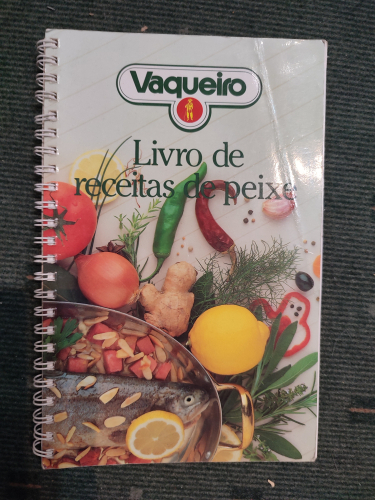 Vaqueiro
Livro de
receitas de peixe